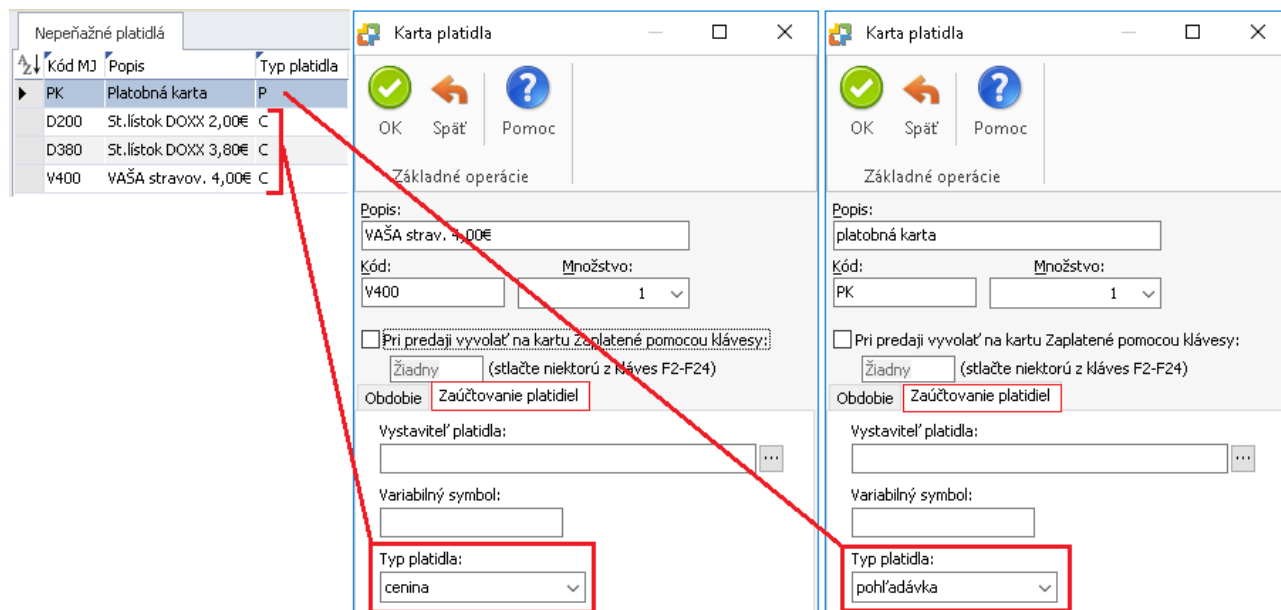 Nepeňažné platidlá
Kód MJ Popis Typ platidla
PK Platobná karta P
D200 St.lístok DOXX 2,00€ C
D380 St.lístok DOXX 3,80€ C
V400 VAŠA stravov. 4,00€ C
Karta platidla
OK Späť Pomoc
Základné operácie
Popis:
VAŠA strav. 4,00€
Kód: Množstvo:
V400 1
Pri predaji vyvolať na kartu Zaplatené pomocou klávesy:
Žiadny (stlačte niektorú z kláves F2-F24)
Obdobie Zaúčtovanie platidiel
Vystaviteľ platidla:
...
Variabilný symbol:
Typ platidla:
cenina
Karta platidla
OK Späť Pomoc
Základné operácie
Popis:
platobná karta
Kód: Množstvo:
PK 1
Pri predaji vyvolať na kartu Zaplatené pomocou klávesy:
Žiadny (stlačte niektorú z kláves F2-F24)
Obdobie Zaúčtovanie platidiel
Vystaviteľ platidla:
...
Variabilný symbol:
Typ platidla:
pohľadávka